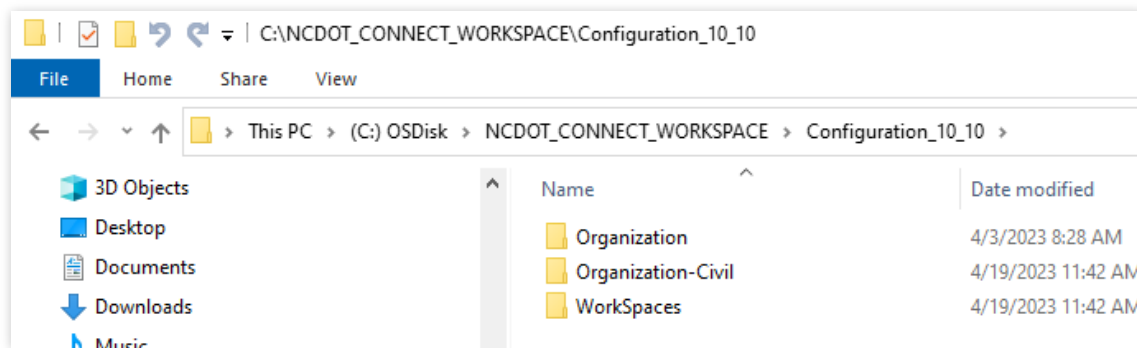 C:\NCDOT_CONNECT_WORKSPACE\Configuration_10_10
File Home Share View
This PC > (C:) OSDisk > NCDOT_CONNECT_WORKSPACE > Configuration_10_10 >
3D Objects
Desktop
Documents
Downloads
Music
Name Date modified
Organization 4/3/2023 8:28 AM
Organization-Civil 4/19/2023 11:42 AM
WorkSpaces 4/19/2023 11:42 AM